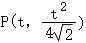 P(t, t²/4√2)